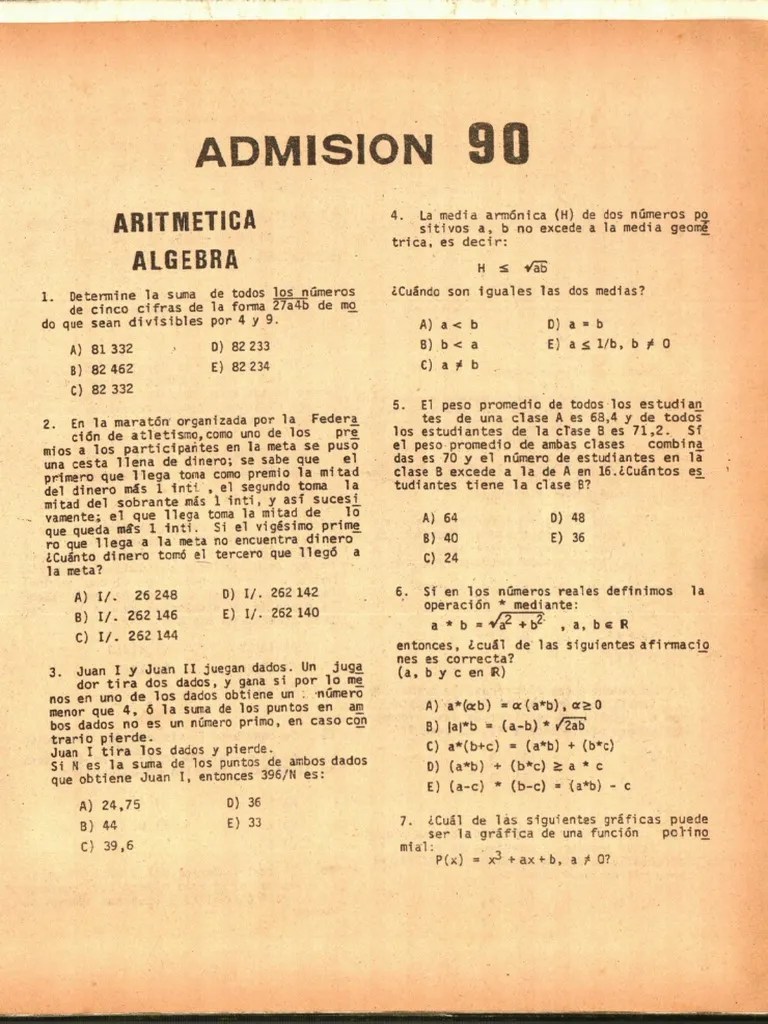 ADMISION 90
ARITMETICA
ALGEBRA
1. Determine la suma de todos los números
de cinco cifras de la forma 27a4b de mo
do que sean divisibles por 4 y 9.
A) 81 332 D) 82 233
B) 82 462 E) 82 234
C) 82 332
2. En la maratón organizada por la Federa
ción de atletismo, como uno de los pre
mios a los participantes en la meta se puso
una cesta llena de dinero; se sabe que el
primero que llega toma como premio la mitad
del dinero más 1 inti , el segundo toma la
mitad del sobrante más 1 inti, y así sucesi
vamente; el que llega toma la mitad de lo
que queda más 1 inti. Si el vigésimo prime
ro que llega a la meta no encuentra dinero
¿Cuánto dinero tomó el tercero que llegó a
la meta?
A) I/. 26 248 D) I/. 262 142
B) I/. 262 146 E) I/. 262 140
C) I/. 262 144
3. Juan I y Juan II juegan dados. Un juga
dor tira dos dados, y gana si por lo me
nos en uno de los dados obtiene un número
menor que 4, ó la suma de los puntos en am
bos dados no es un número primo, en caso con
trario pierde.
Juan I tira los dados y pierde.
Si N es la suma de los puntos de ambos dados
que obtiene Juan I, entonces 396/N es:
A) 24,75 D) 36
B) 44 E) 33
C) 39,6
4. La media armónica (H) de dos números po
sitivos a, b no excede a la media geomé
trica, es decir:
H ≤ √ab
¿Cuándo son iguales las dos medias?
A) a < b D) a = b
B) b < a E) a ≤ 1/b, b ≠ 0
C) a ≠ b
5. El peso promedio de todos los estudian
tes de una clase A es 68,4 y de todos
los estudiantes de la clase B es 71,2. Sí
el peso promedio de ambas clases combina
das es 70 y el número de estudiantes en la
clase B excede a la de A en 16.¿Cuántos es
tudiantes tiene la clase B?
A) 64 D) 48
B) 40 E) 36
C) 24
6. Sí en los números reales definimos la
operación * mediante:
a * b = √a² + b² , a, b ∈ R
entonces, ¿cuál de las siguientes afirmacio
nes es correcta?
(a, b y c en R)
A) a*(αb) = α(a*b), α ≥ 0
B) |a|*b = (a-b) * √2ab
C) a*(b+c) = (a*b) + (b*c)
D) (a*b) + (b*c) ≥ a * c
E) (a-c) * (b-c) = (a*b) - c
7. ¿Cuál de las siguientes gráficas puede
ser la gráfica de una función polino
mial:
P(x) = x³ + ax + b, a ≠ 0?